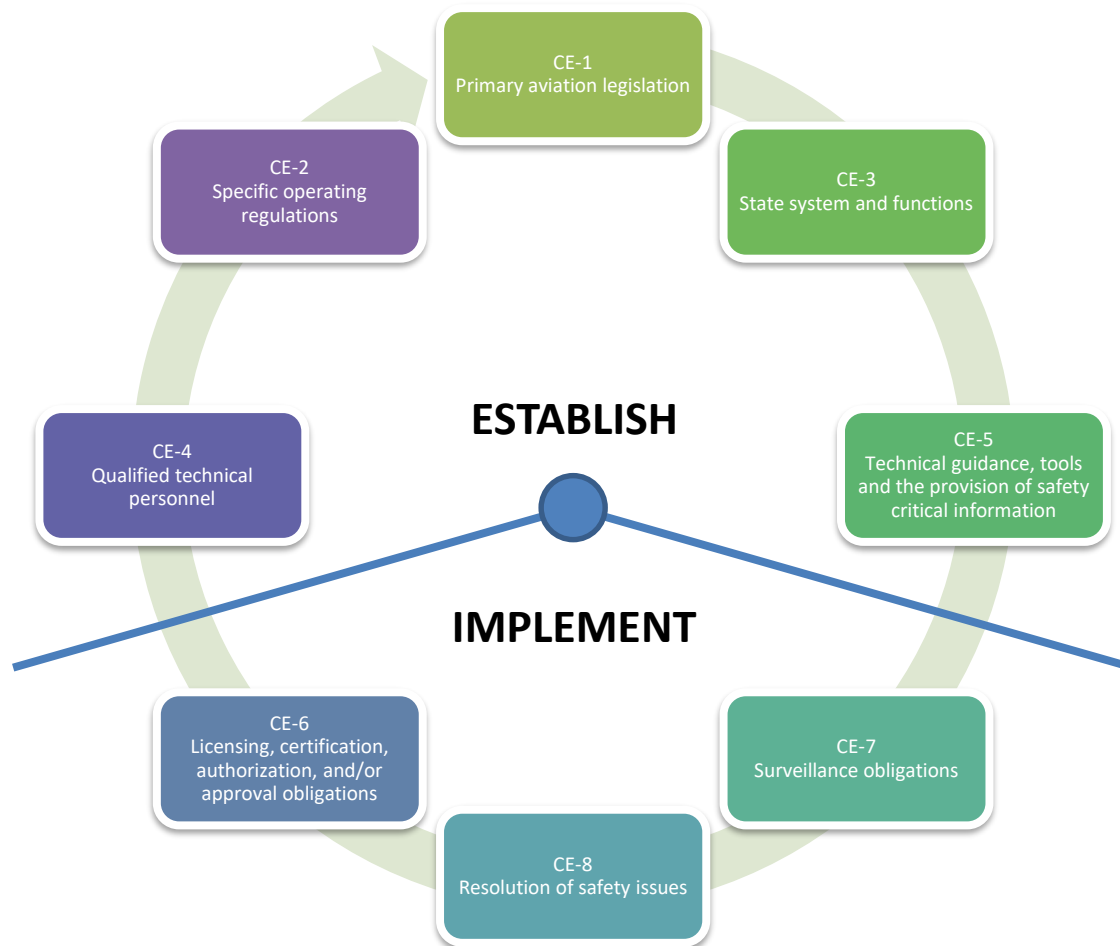 CE-1
Primary aviation legislation
CE-2
Specific operating
regulations
CE-3
State system and functions
CE-4
Qualified technical
personnel
ESTABLISH
CE-5
Technical guidance, tools
and the provision of safety
critical information
IMPLEMENT
CE-6
Licensing, certification,
authorization, and/or
approval obligations
CE-7
Surveillance obligations
CE-8
Resolution of safety issues